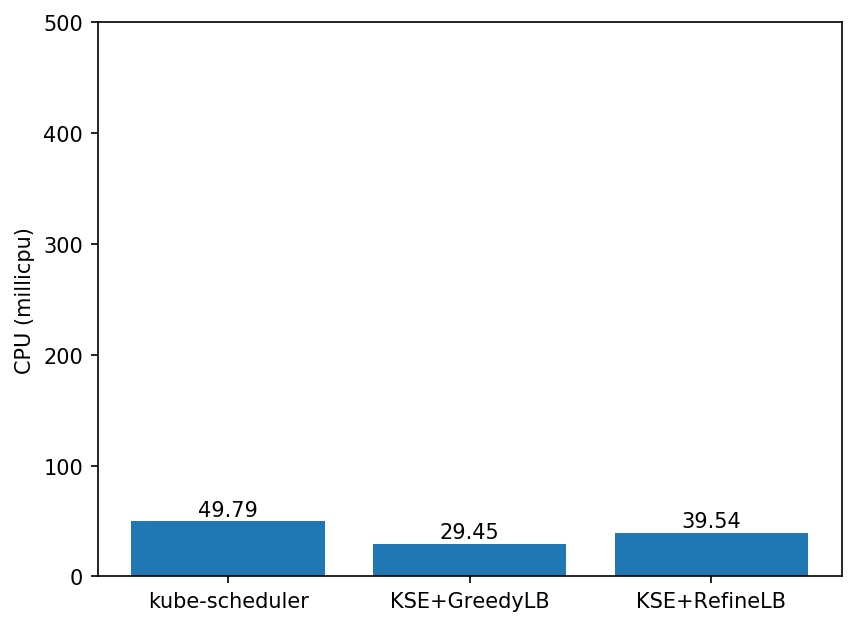 500
400
300
200
100
0
CPU (millicpu)
49.79
29.45
39.54
kube-scheduler
KSE+GreedyLB
KSE+RefineLB